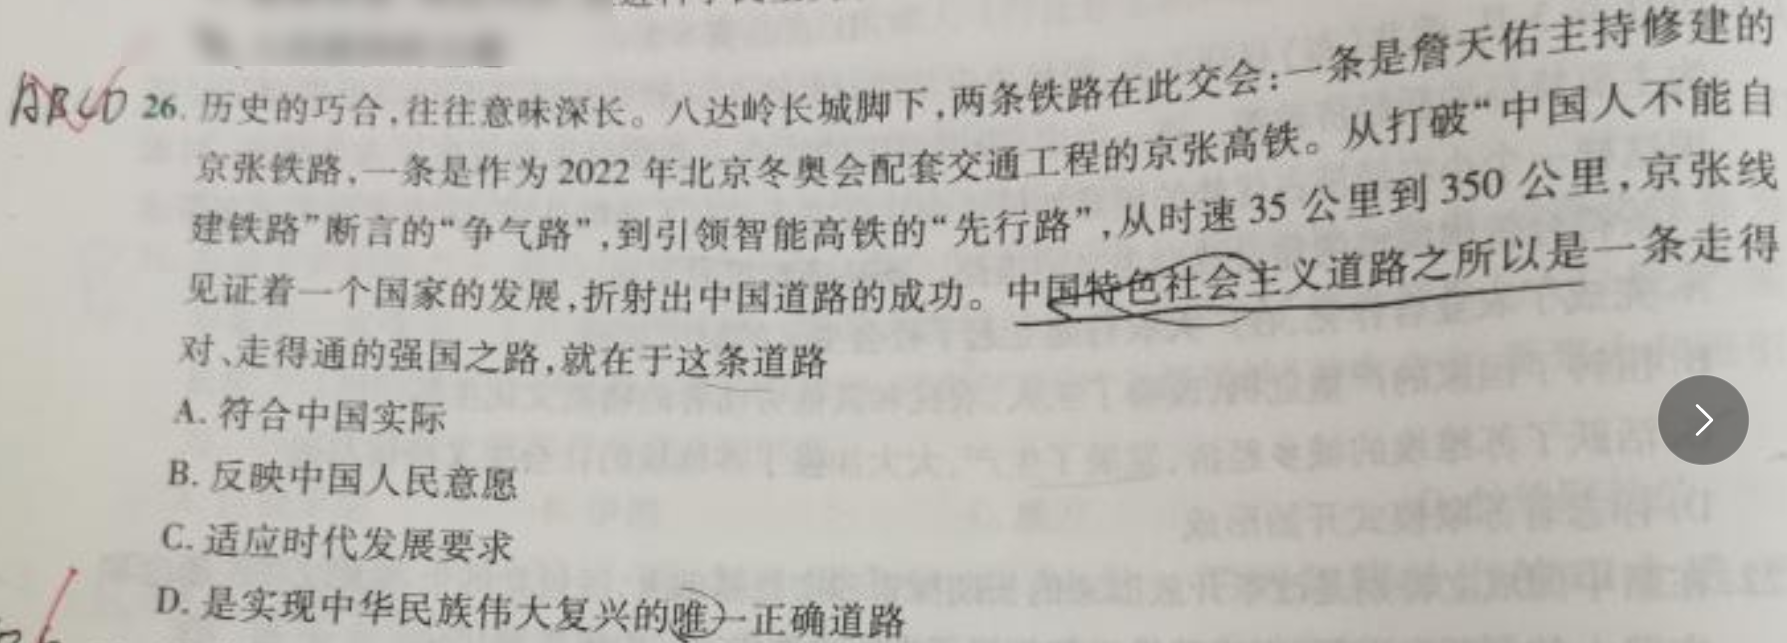 ABCD
26. 历史的巧合,往往意味深长。八达岭长城脚下,两条铁路在此交会:一条是詹天佑主持修建的
京张铁路,一条是作为2022年北京冬奥会配套交通工程的京张高铁。从打破“中国人不能自
建铁路”断言的“争气路”,到引领智能高铁的“先行路”,从时速35公里到350公里,京张线
见证着一个国家的发展,折射出中国道路的成功。中国特色社会主义道路之所以是一条走得
对、走得通的强国之路,就在于这条道路
A. 符合中国实际
B. 反映中国人民意愿
C. 适应时代发展要求
D. 是实现中华民族伟大复兴的唯一正确道路